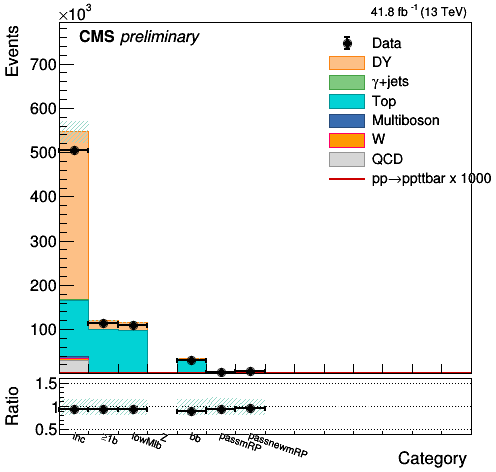 ×10³
41.8 fb⁻¹ (13 TeV)
Events
CMS preliminary
Data
DY
γ+jets
Top
Multiboson
W
QCD
pp→ppttbar x 1000
700
600
500
400
300
200
100
Ratio
1.5
1
0.5
inc
≥1b
lowMlb
Z
bb
passmRP
passnewmRP
Category